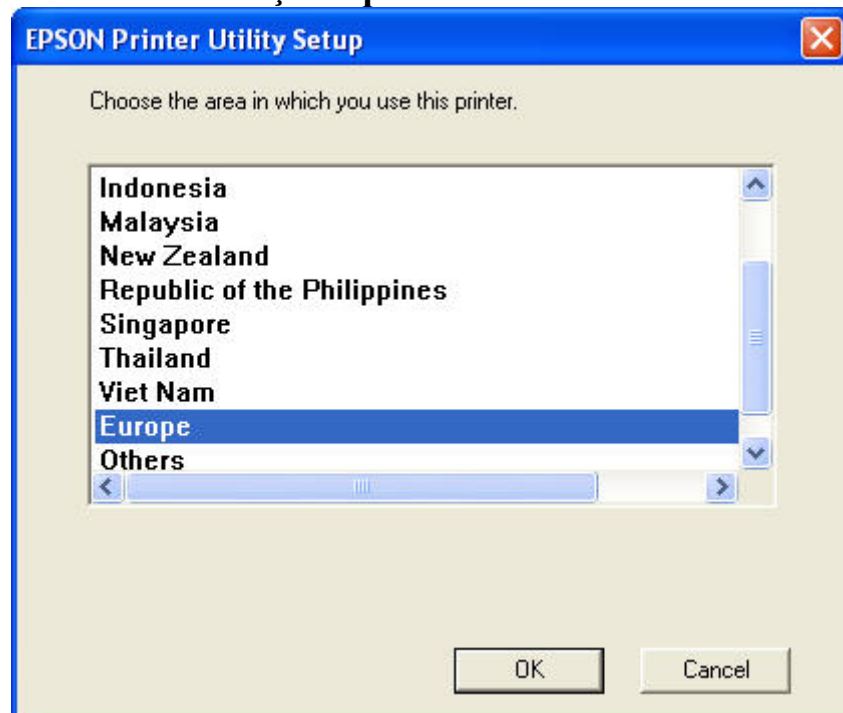 EPSON Printer Utility Setup
Choose the area in which you use this printer.
Indonesia
Malaysia
New Zealand
Republic of the Philippines
Singapore
Thailand
Viet Nam
Europe
Others
OK Cancel